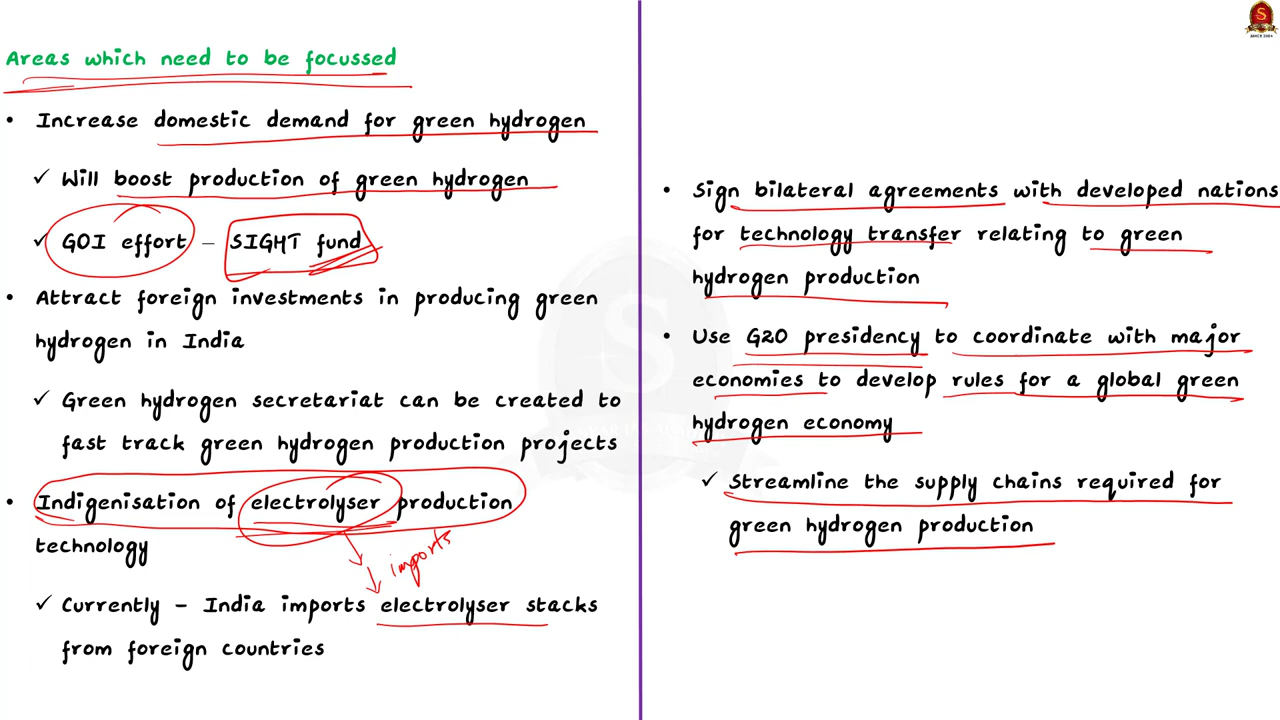 Areas which need to be focussed
• Increase domestic demand for green hydrogen
✓ Will boost production of green hydrogen
✓ GOI effort – SIGHT fund
• Attract foreign investments in producing green
hydrogen in India
✓ Green hydrogen secretariat can be created to
fast track green hydrogen production projects
• Indigenisation of electrolyser production
technology
imports
✓ Currently – India imports electrolyser stacks
from foreign countries
• Sign bilateral agreements with developed nations
for technology transfer relating to green
hydrogen production
• Use G20 presidency to coordinate with major
economies to develop rules for a global green
hydrogen economy
✓ Streamline the supply chains required for
green hydrogen production
S
SINCE 2004